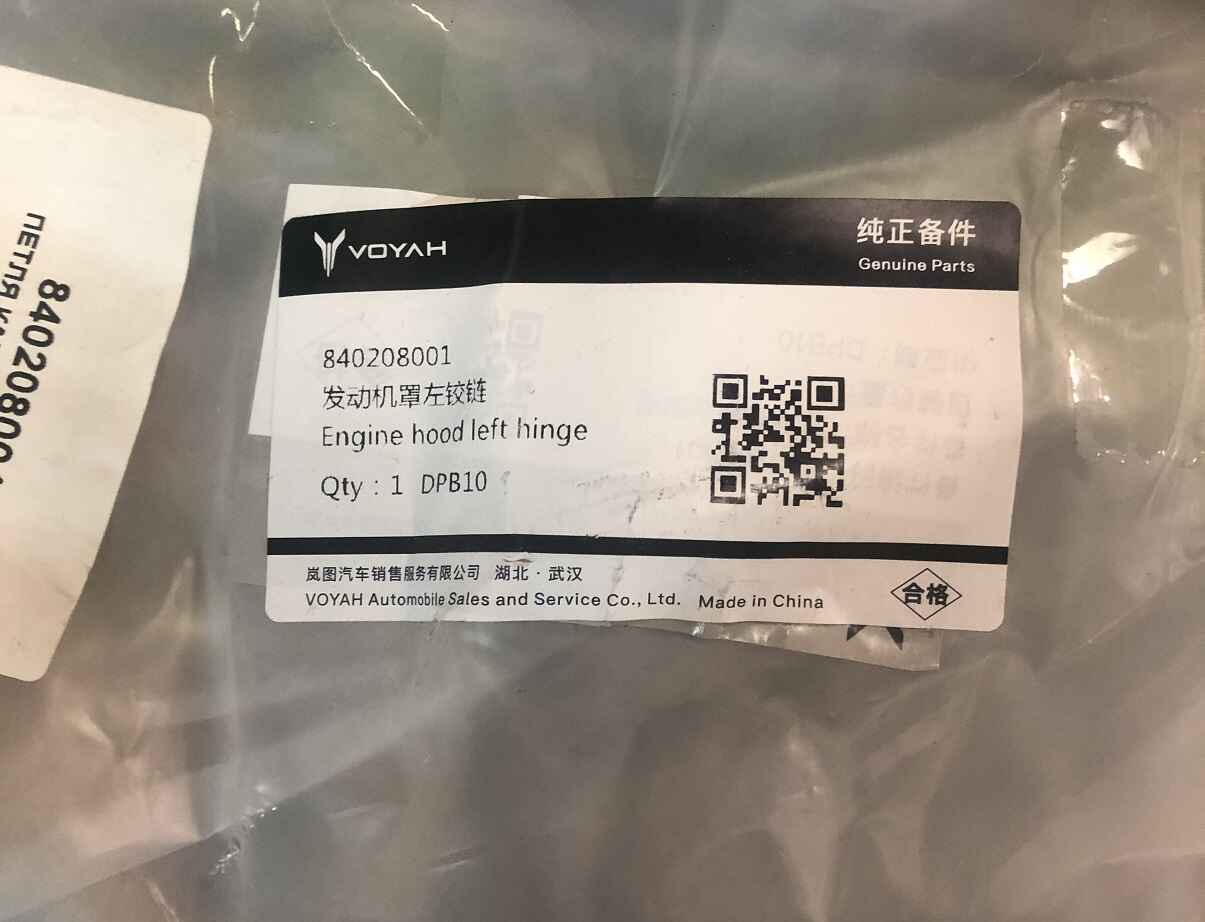 VOYAH
纯正备件
Genuine Parts
840208001
发动机罩左铰链
Engine hood left hinge
Qty : 1 DPB10
岚图汽车销售服务有限公司 湖北 · 武汉
VOYAH Automobile Sales and Service Co., Ltd. Made in China
合格
84020800
ПЕТЛЯ